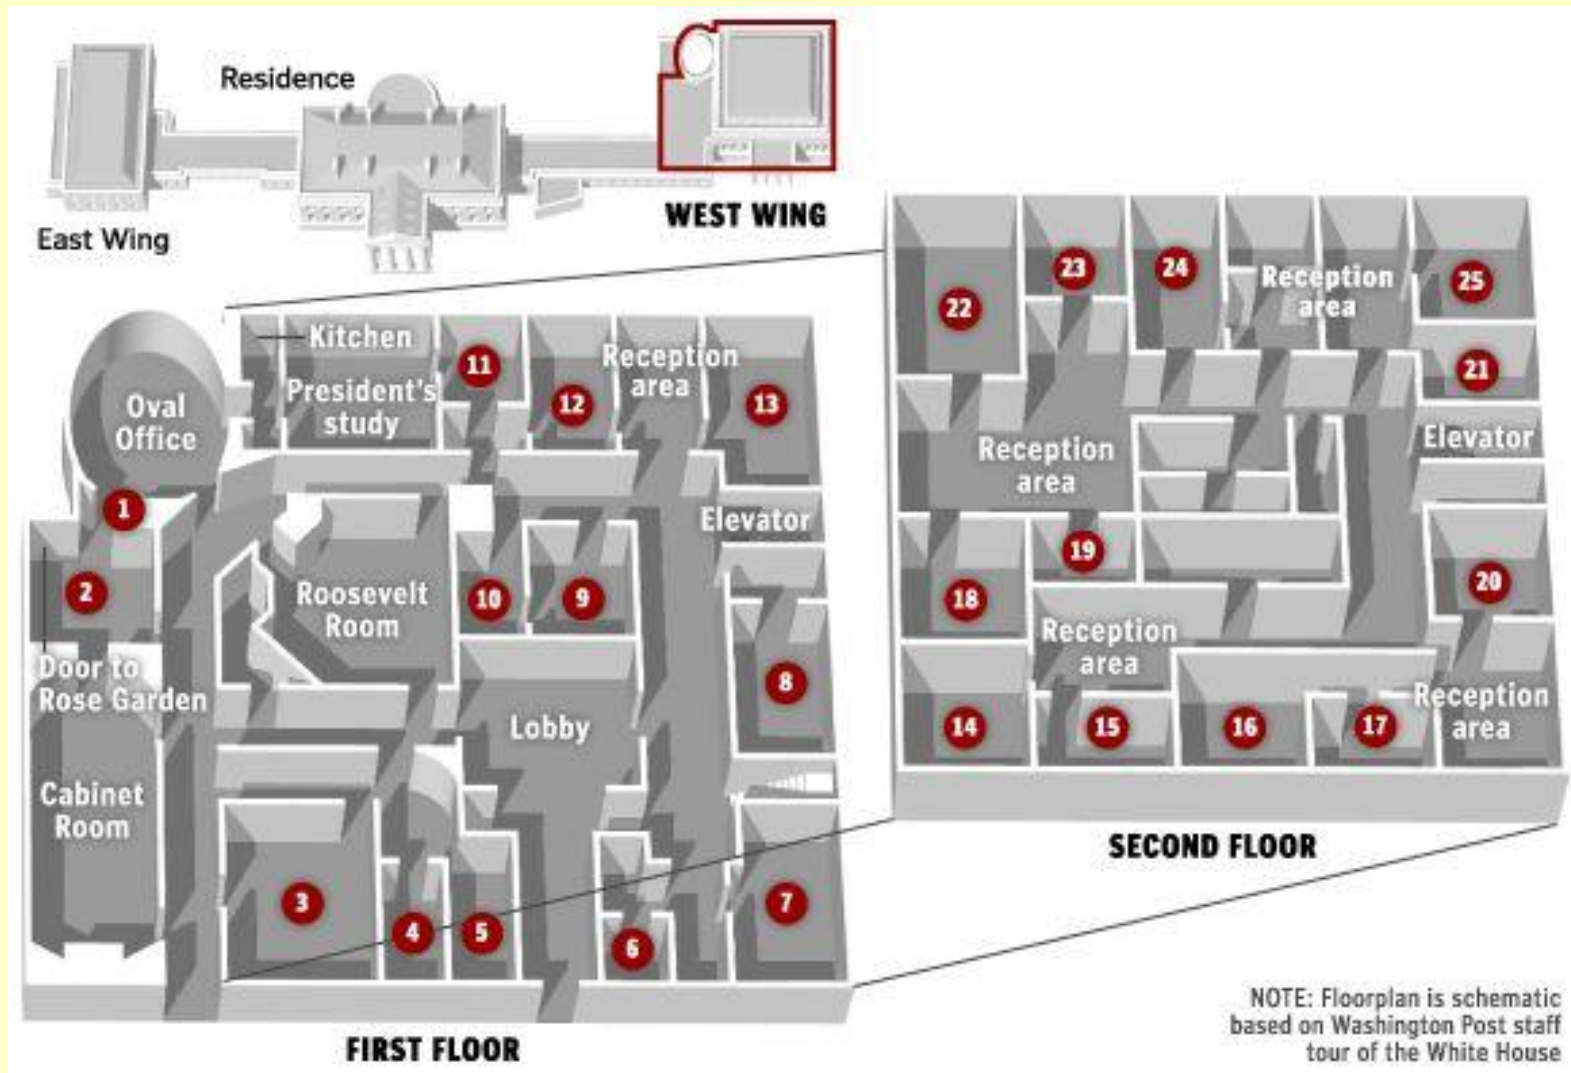 Residence
East Wing
WEST WING
Kitchen
President's
study
Oval
Office
11
12
Reception
area
13
1
2
Door to
Rose Garden
Roosevelt
Room
10
9
Elevator
8
Lobby
Cabinet
Room
3
4
5
6
7
FIRST FLOOR
22
23
24
Reception
area
25
21
Elevator
Reception
area
19
18
20
Reception
area
14
15
16
17
Reception
area
SECOND FLOOR
NOTE: Floorplan is schematic
based on Washington Post staff
tour of the White House